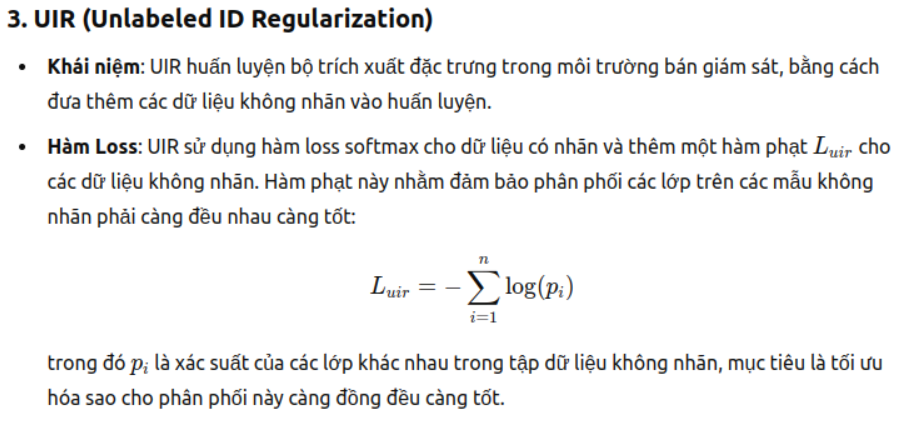 3. UIR (Unlabeled ID Regularization)
• Khái niệm: UIR huấn luyện bộ trích xuất đặc trưng trong môi trường bán giám sát, bằng cách
đưa thêm các dữ liệu không nhãn vào huấn luyện.
• Hàm Loss: UIR sử dụng hàm loss softmax cho dữ liệu có nhãn và thêm một hàm phạt $L_{uir}$ cho
các dữ liệu không nhãn. Hàm phạt này nhằm đảm bảo phân phối các lớp trên các mẫu không
nhãn phải càng đều nhau càng tốt:
$L_{uir} = -\sum_{i=1}^{n} \log(p_i)$
trong đó $p_i$ là xác suất của các lớp khác nhau trong tập dữ liệu không nhãn, mục tiêu là tối ưu
hóa sao cho phân phối này càng đồng đều càng tốt.